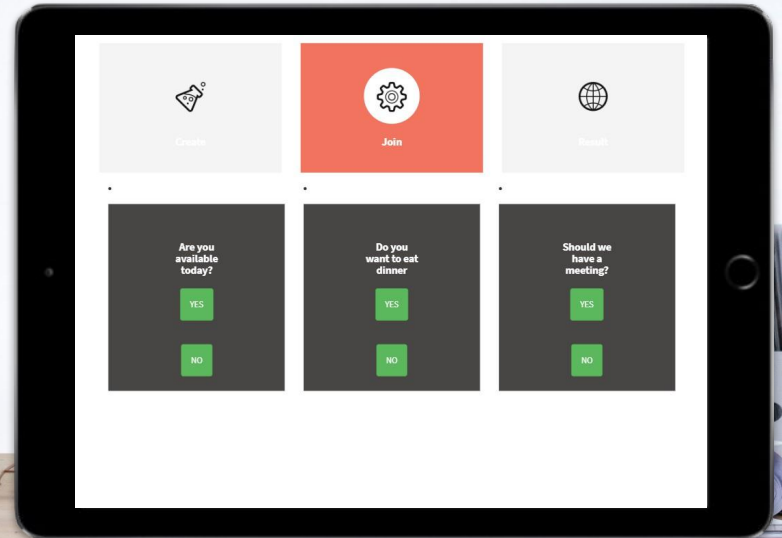 Create
Join
Result
Are you
available
today?
YES
NO
Do you
want to eat
dinner
YES
NO
Should we
have a
meeting?
YES
NO